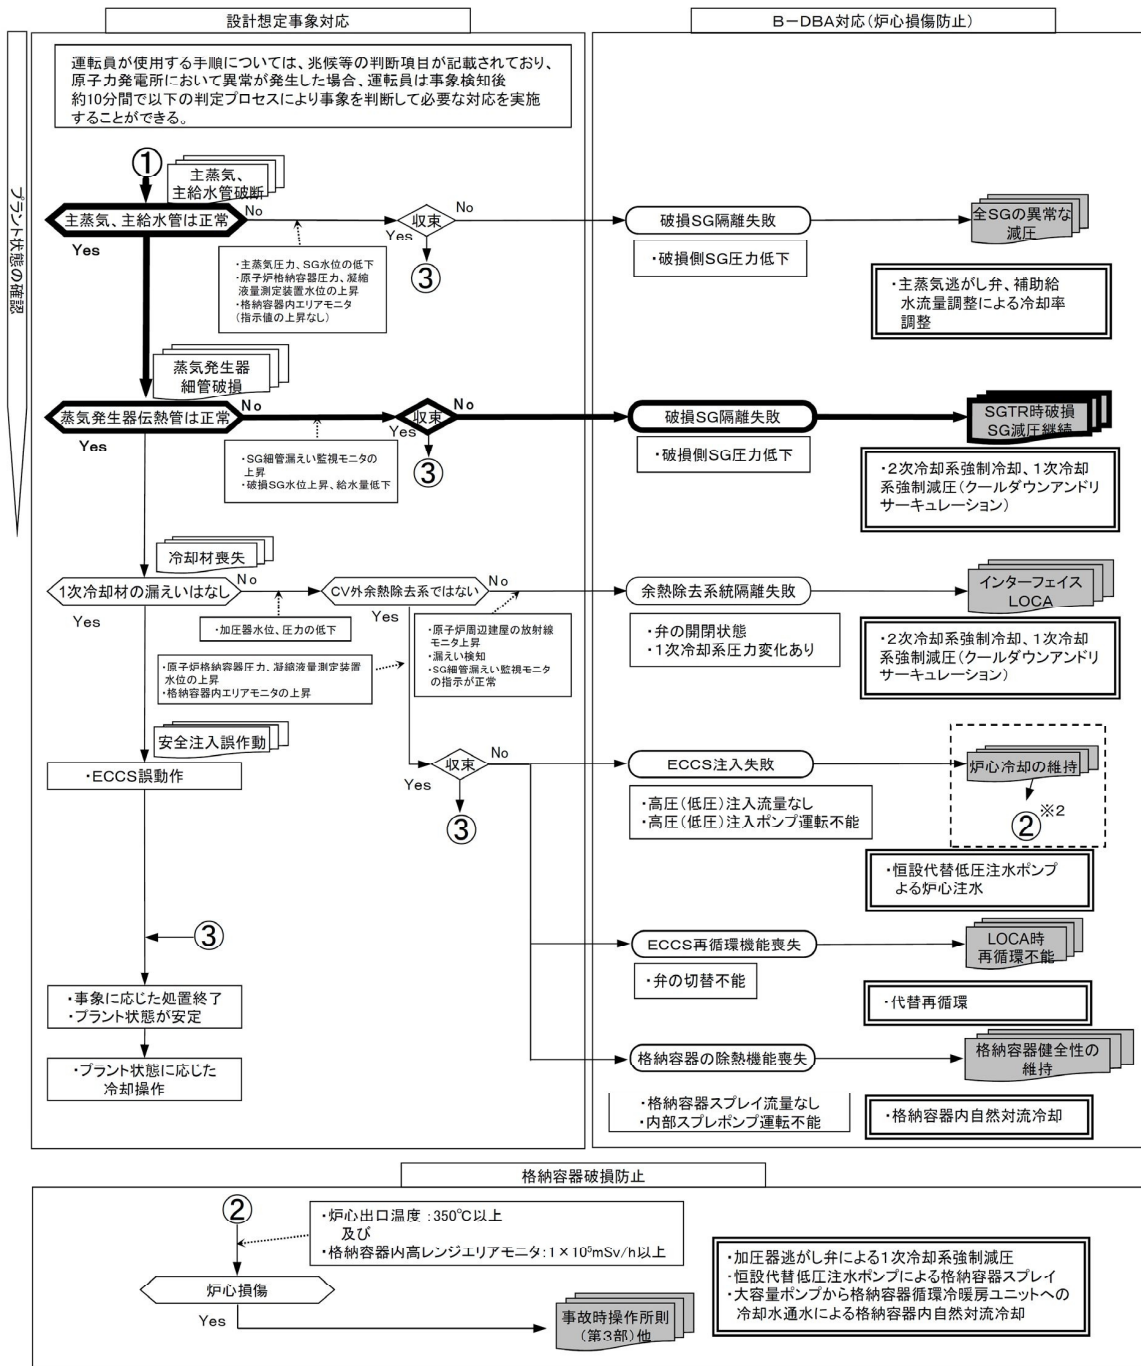 設計想定事象対応
B-DBA対応(炉心損傷防止)
プラント状態の確認
運転員が使用する手順については、兆候等の判断項目が記載されており、
原子力発電所において異常が発生した場合、運転員は事象検知後
約10分間で以下の判定プロセスにより事象を判断して必要な対応を実施
することができる。
①
主蒸気、
主給水管破断
主蒸気、主給水管は正常
No
Yes
収束
No
Yes
③
・主蒸気圧力、SG水位の低下
・原子炉格納容器圧力、凝縮
液量測定装置水位の上昇
・格納容器内エリアモニタ
(指示値の上昇なし)
破損SG隔離失敗
・破損側SG圧力低下
全SGの異常な
減圧
・主蒸気逃がし弁、補助給
水流量調整による冷却率
調整
蒸気発生器
細管破損
蒸気発生器伝熱管は正常
No
Yes
収束
No
Yes
③
・SG細管漏えい監視モニタの
上昇
・破損SG水位上昇、給水量低下
破損SG隔離失敗
・破損側SG圧力低下
SGTR時破損
SG減圧継続
・2次冷却系強制冷却、1次冷却
系強制減圧(クールダウンアンドリ
サーキュレーション)
冷却材喪失
1次冷却材の漏えいはなし
No
Yes
CV外余熱除去系ではない
No
Yes
・加圧器水位、圧力の低下
・原子炉格納容器圧力、凝縮液量測定装置
水位の上昇
・格納容器内エリアモニタの上昇
・原子炉周辺建屋の放射線
モニタ上昇
・漏えい検知
・SG細管漏えい監視モニタ
の指示が正常
余熱除去系統隔離失敗
・弁の開閉状態
・1次冷却系圧力変化あり
インターフェイス
LOCA
・2次冷却系強制冷却、1次冷却
系強制減圧(クールダウンアンドリ
サーキュレーション)
安全注入誤作動
・ECCS誤動作
収束
No
③
ECCS注入失敗
・高圧(低圧)注入流量なし
・高圧(低圧)注入ポンプ運転不能
炉心冷却の維持
②※2
・恒設代替低圧注水ポンプ
よる炉心注水
③
ECCS再循環機能喪失
・弁の切替不能
LOCA時
再循環不能
・代替再循環
・事象に応じた処置終了
・プラント状態が安定
・プラント状態に応じた
冷却操作
格納容器の除熱機能喪失
・格納容器スプレイ流量なし
・内部スプレポンプ運転不能
格納容器健全性の
維持
・格納容器内自然対流冷却
格納容器破損防止
②
・炉心出口温度：350℃以上
及び
・格納容器内高レンジエリアモニタ：1×10⁵mSv/h以上
炉心損傷
Yes
事故時操作所則
(第3部)他
・加圧器逃がし弁による1次冷却系強制減圧
・恒設代替低圧注水ポンプによる格納容器スプレイ
・大容量ポンプから格納容器循環冷暖房ユニットへの
冷却水通水による格納容器内自然対流冷却